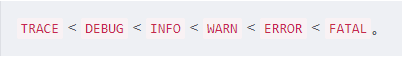 TRACE < DEBUG < INFO < WARN < ERROR < FATAL 。